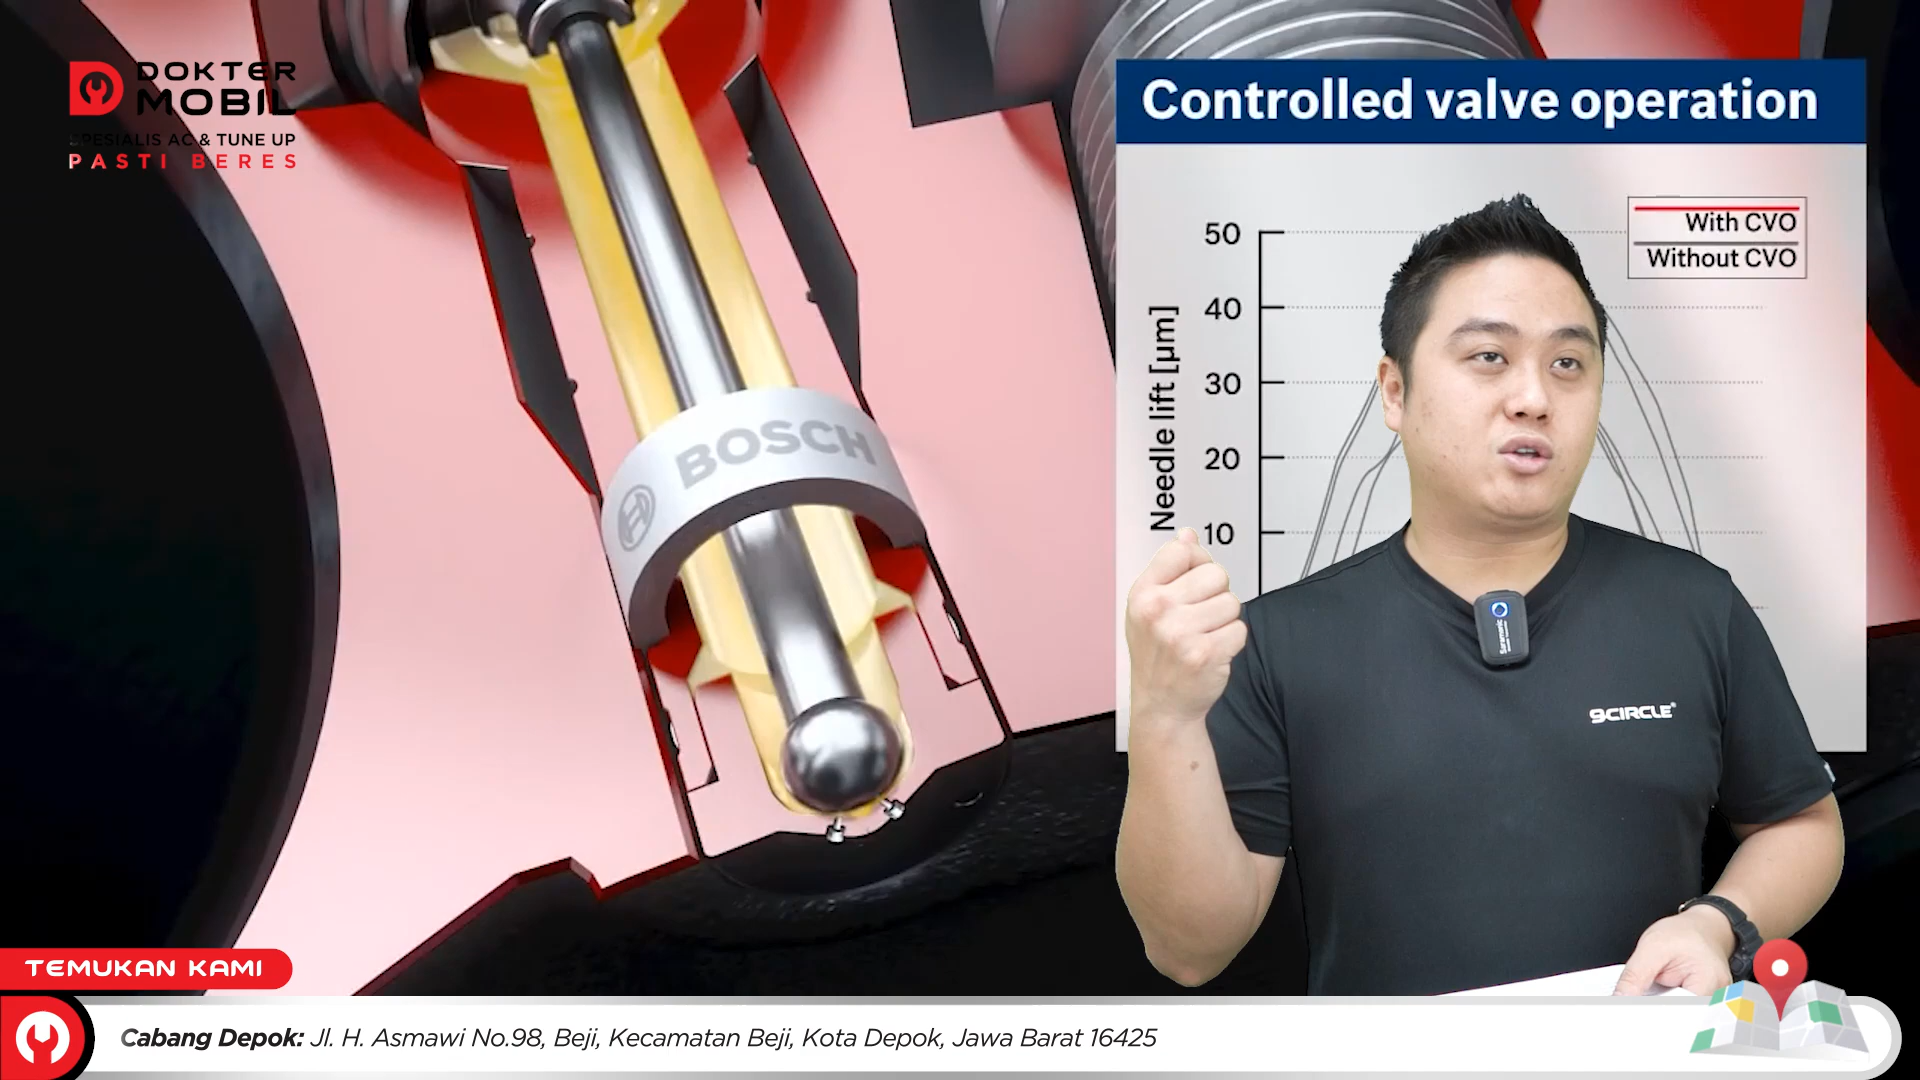 DOKTER
MOBIL
SPESIALIS AC & TUNE UP
PASTI BERES
BOSCH
Controlled valve operation
With CVO
Without CVO
50
40
30
20
10
Needle lift [µm]
Saramonic
9CIRCLE®
TEMUKAN KAMI
Cabang Depok: Jl. H. Asmawi No.98, Beji, Kecamatan Beji, Kota Depok, Jawa Barat 16425